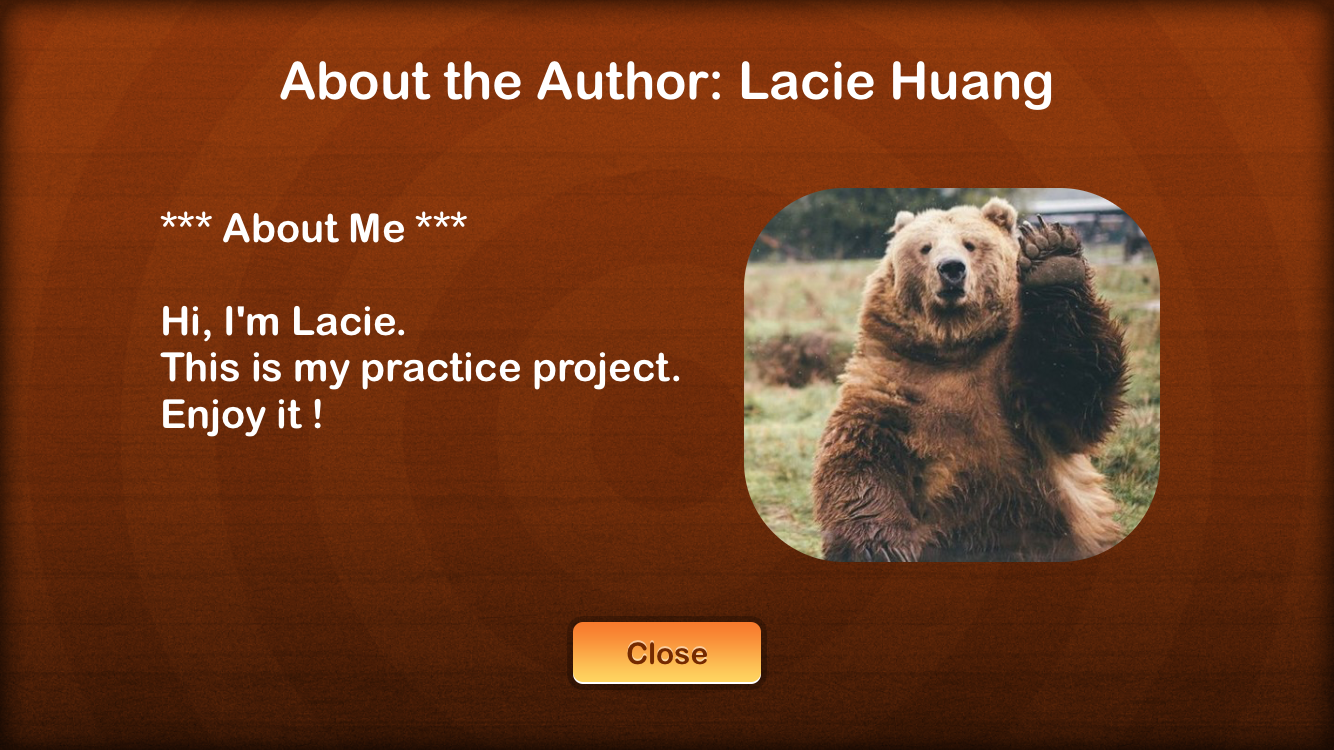 About the Author: Lacie Huang
*** About Me ***
Hi, I'm Lacie.
This is my practice project.
Enjoy it !
Close